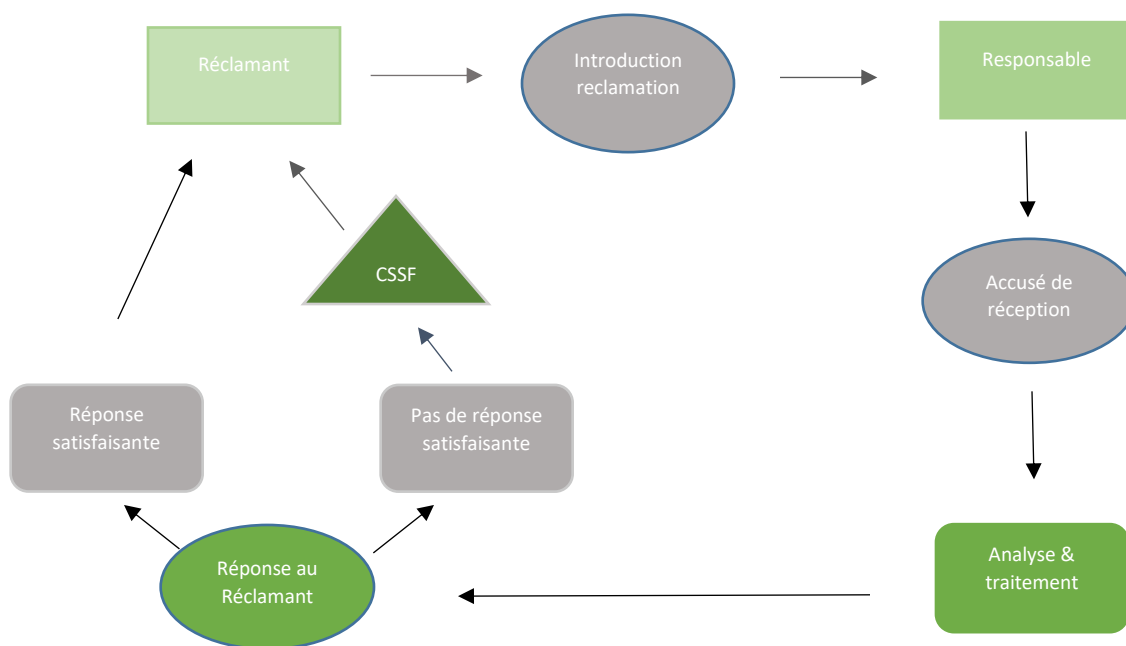 Réclamant
Introduction
reclamation
Responsable
CSSF
Accusé de
réception
Réponse
satisfaisante
Pas de réponse
satisfaisante
Réponse au
Réclamant
Analyse &
traitement